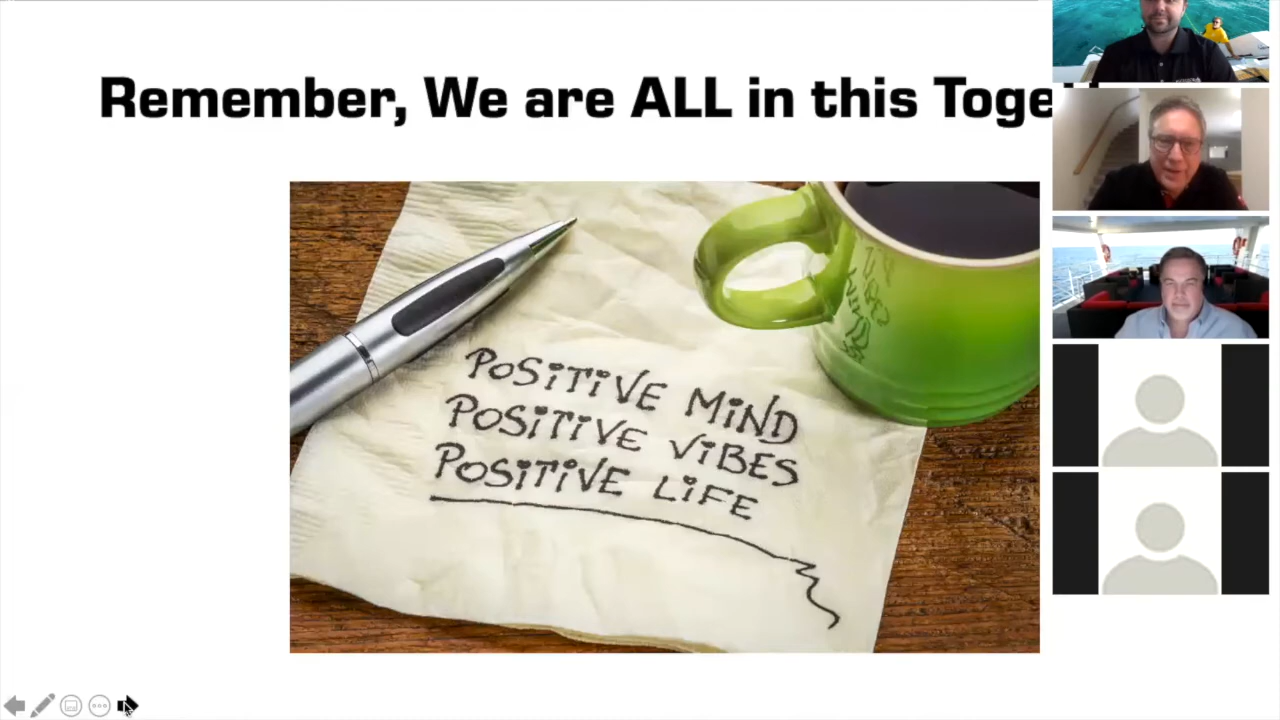 Remember, We are ALL in this Toge
POSiTiVE MiND
POSiTiVE ViBES
POSiTiVE LiFE